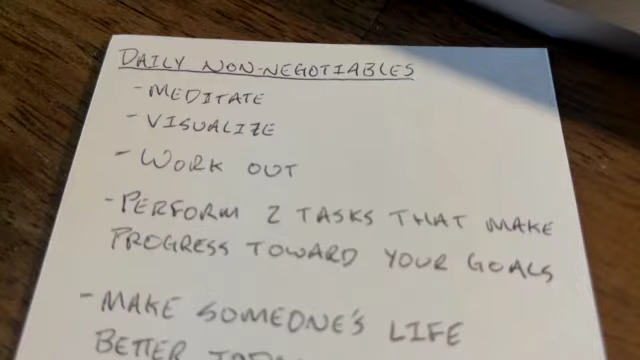 DAILY NON-NEGOTIABLES
- MEDITATE
- VISUALIZE
- WORK OUT
- PERFORM 2 TASKS THAT MAKE
PROGRESS TOWARD YOUR GOALS
- MAKE SOMEONE'S LIFE
BETTER